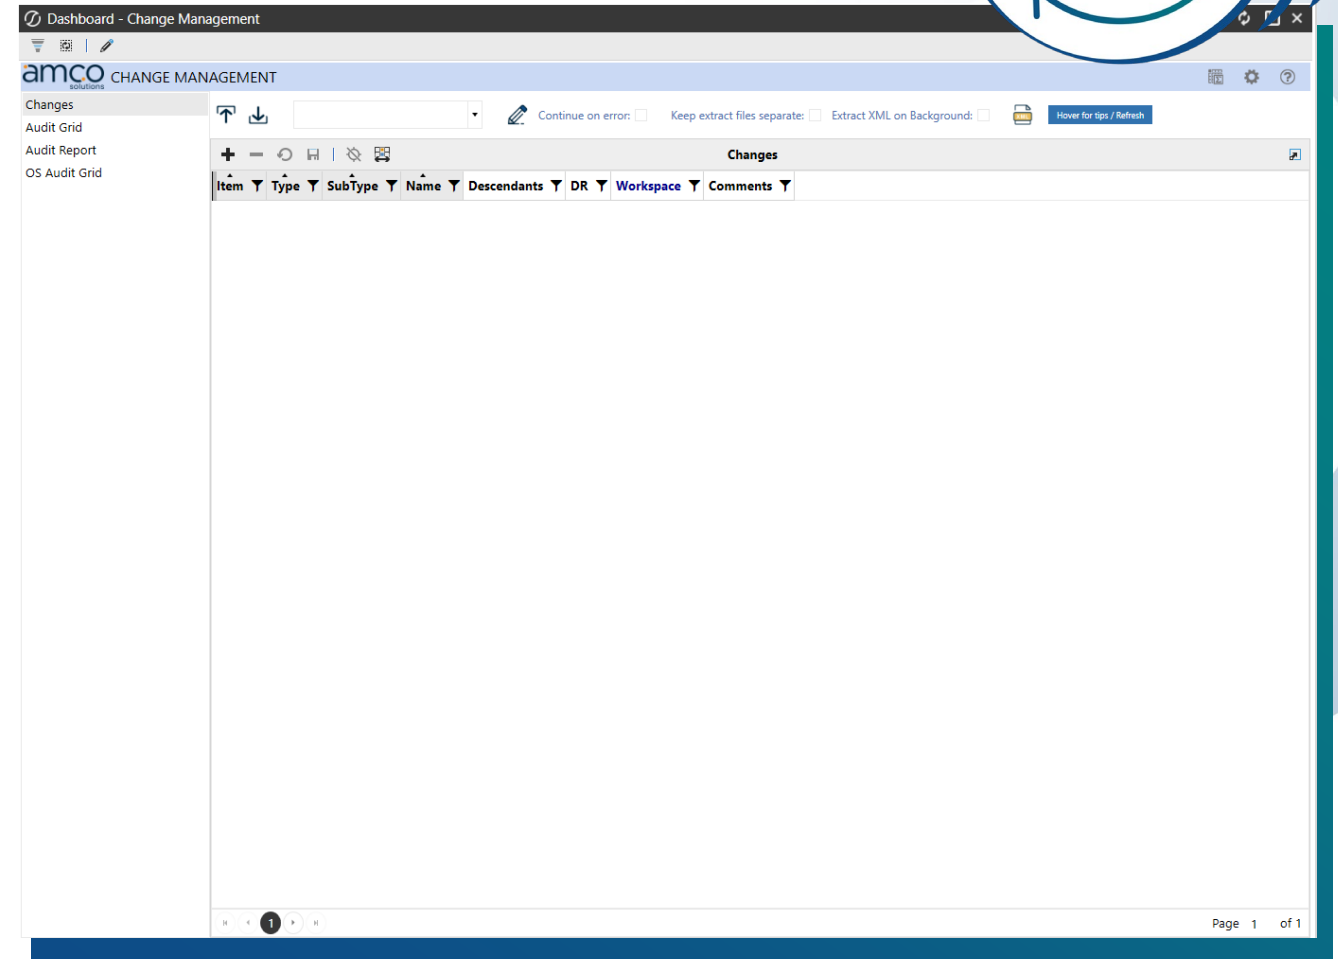 Dashboard - Change Management
amco
solutions
CHANGE MANAGEMENT
Changes
Audit Grid
Audit Report
OS Audit Grid
Continue on error:
Keep extract files separate:
Extract XML on Background:
Hover for tips / Refresh
Changes
Item Type SubType Name Descendants DR Workspace Comments
1
Page 1 of 1